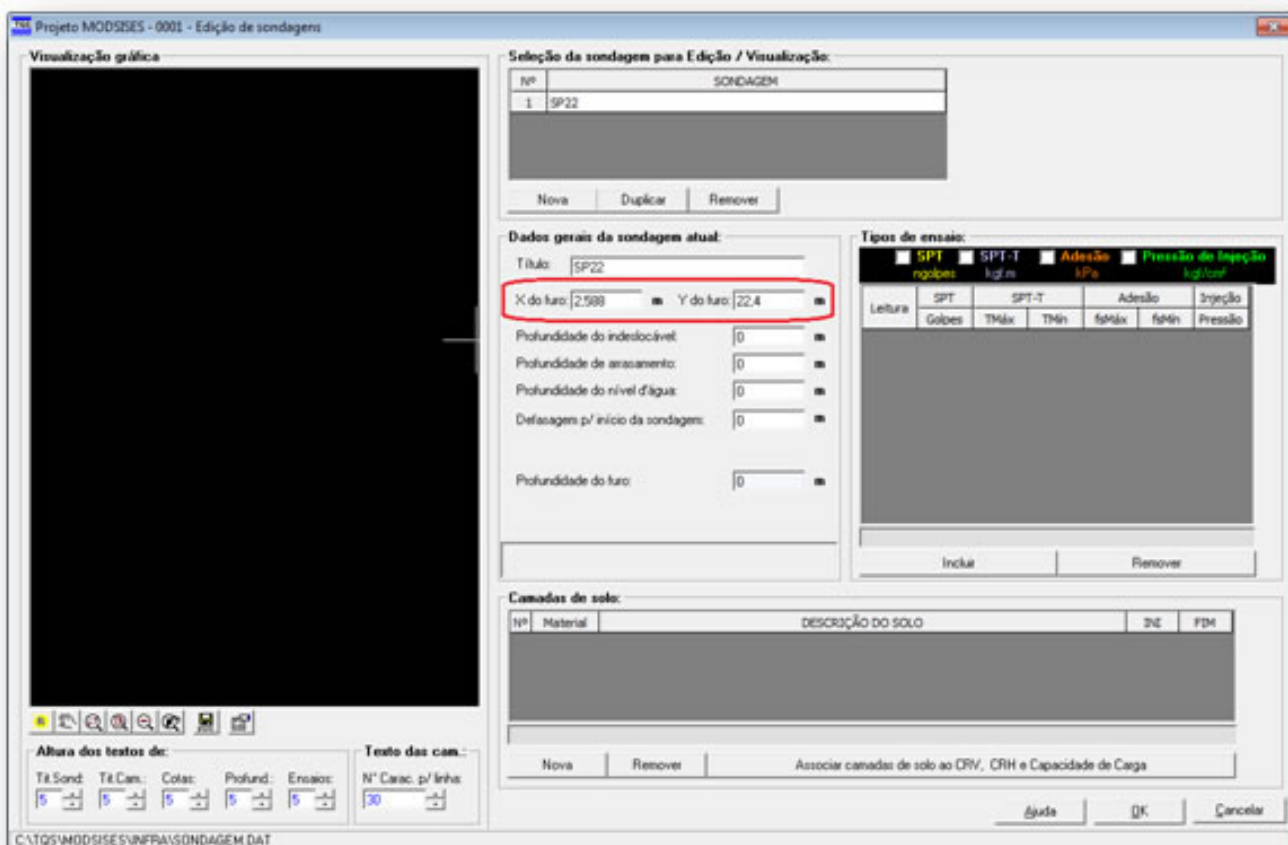 TQS Projeto MODSISES - 0001 - Edição de sondagens
Visualização gráfica
Seleção da sondagem para Edição / Visualização:
Nº SONDAGEM
1 SP22
Nova Duplicar Remover
Dados gerais da sondagem atual:
Título: SP22
X do furo: 2.588 m Y do furo: 22.4 m
Profundidade do indeslocável: 0 m
Profundidade de arrasamento: 0 m
Profundidade do nível d'água: 0 m
Defasagem p/ início da sondagem: 0 m
Profundidade do furo: 0 m
Tipos de ensaio:
SPT SPT-T Adesão Pressão de Injeção
ngolpes kgf.m kPa kgf/cm²
Leitura SPT SPT-T Adesão Injeção
Golpes TMáx TMín fsMáx fsMín Pressão
Incluir Remover
Camadas de solo:
Nº Material DESCRIÇÃO DO SOLO INI FIM
Nova Remover Associar camadas de solo ao CRV, CRH e Capacidade de Carga
Altura dos textos de:
Tit.Sond: Tit.Cam.: Cotas: Profund.: Ensaios:
5 5 5 5 5
Texto das cam.:
N° Carac. p/ linha:
30
Ajuda OK Cancelar
C:\TQS\MODSISES\INFRA\SONDAGEM.DAT